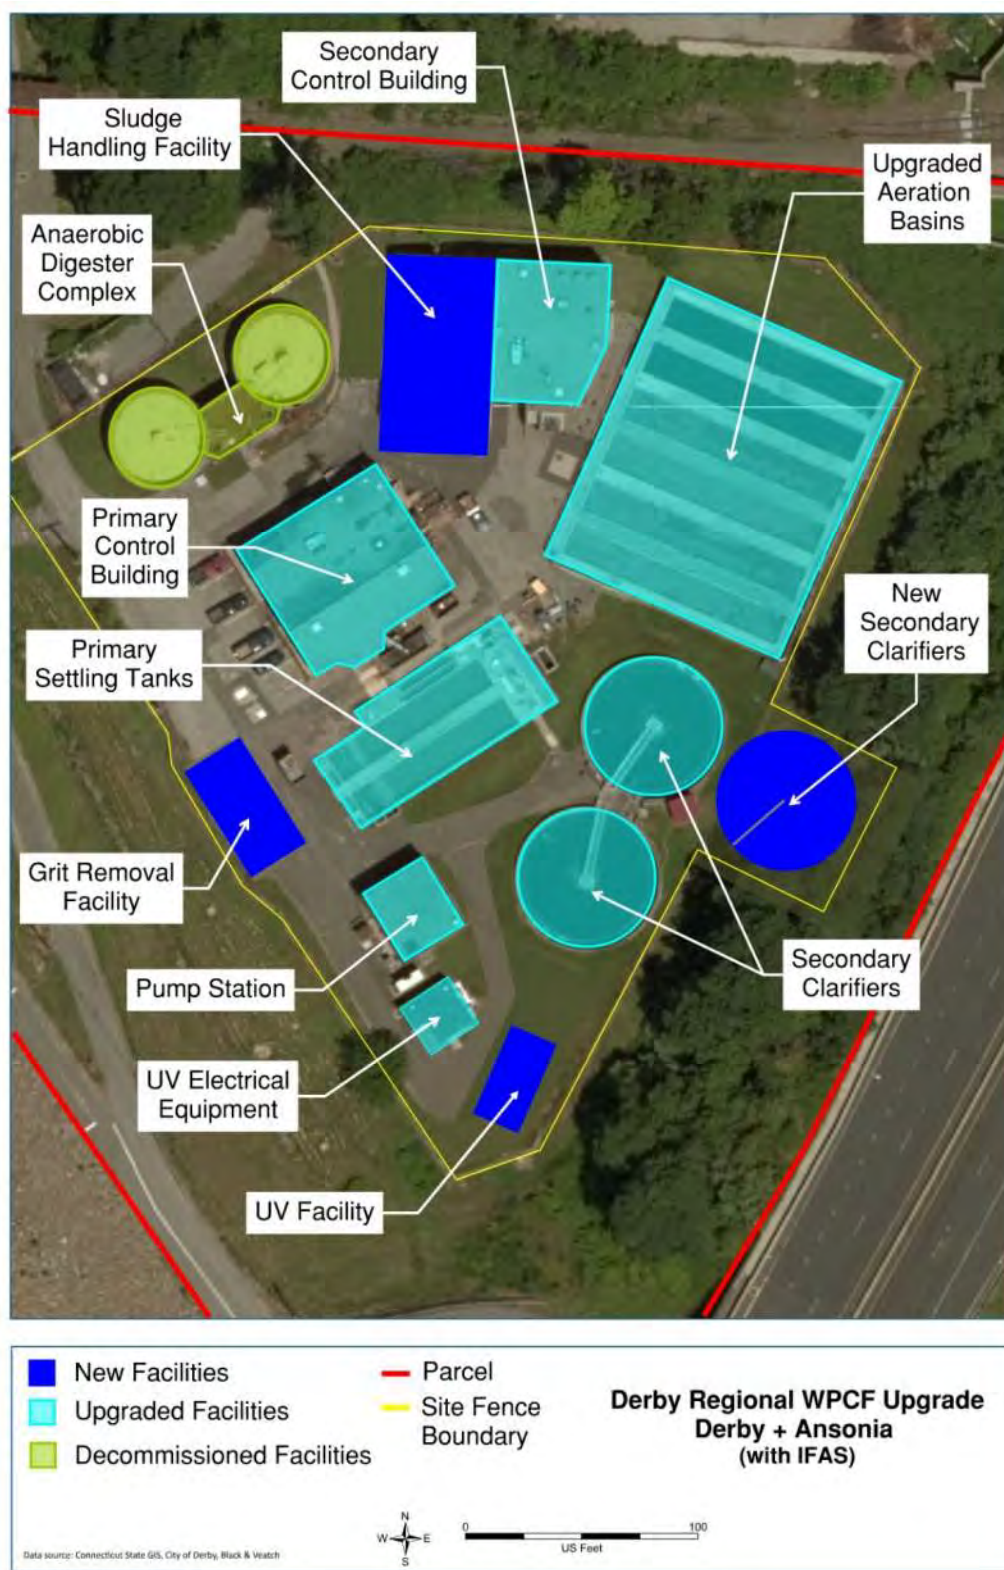 Secondary
Control Building
Sludge
Handling Facility
Upgraded
Aeration
Basins
Anaerobic
Digester
Complex
Primary
Control
Building
New
Secondary
Clarifiers
Primary
Settling Tanks
Grit Removal
Facility
Secondary
Clarifiers
Pump Station
UV Electrical
Equipment
UV Facility
New Facilities
Upgraded Facilities
Decommissioned Facilities
Parcel
Site Fence
Boundary
Derby Regional WPCF Upgrade
Derby + Ansonia
(with IFAS)
N
W E
S
0 100
US Feet
Data source: Connecticut State GIS, City of Derby, Black & Veatch